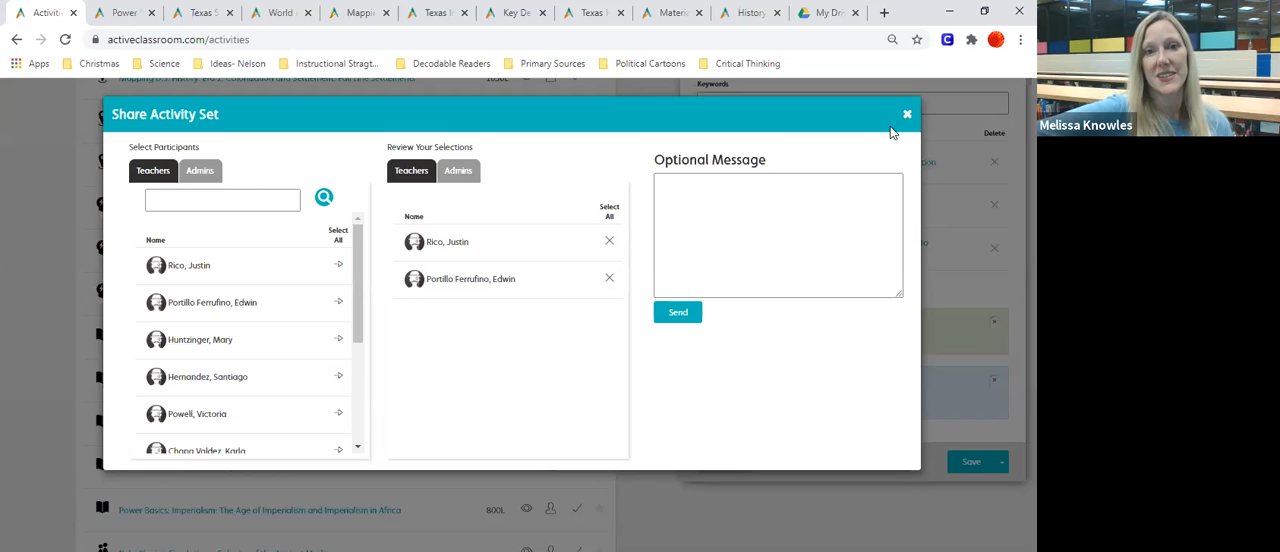 Activiti
Power
Texas S
World
Mappi
Texas I
Key De
Texas I
Materi
History
My Dri
activeclassroom.com/activities
Apps Christmas Science Ideas- Nelson Instructional Stragt... Decodable Readers Primary Sources Political Cartoons Critical Thinking
Keywords
Share Activity Set
Delete
Select Participants
Review Your Selections
Optional Message
Teachers Admins
Teachers Admins
Name Select All
Name Select All
Rico, Justin
Portillo Ferrufino, Edwin
Huntzinger, Mary
Hernandez, Santiago
Powell, Victoria
Chapa Valdez, Karla
Rico, Justin
Portillo Ferrufino, Edwin
Send
Save
Power Basics: Imperialism: The Age of Imperialism and Imperialism in Africa 800L
Melissa Knowles